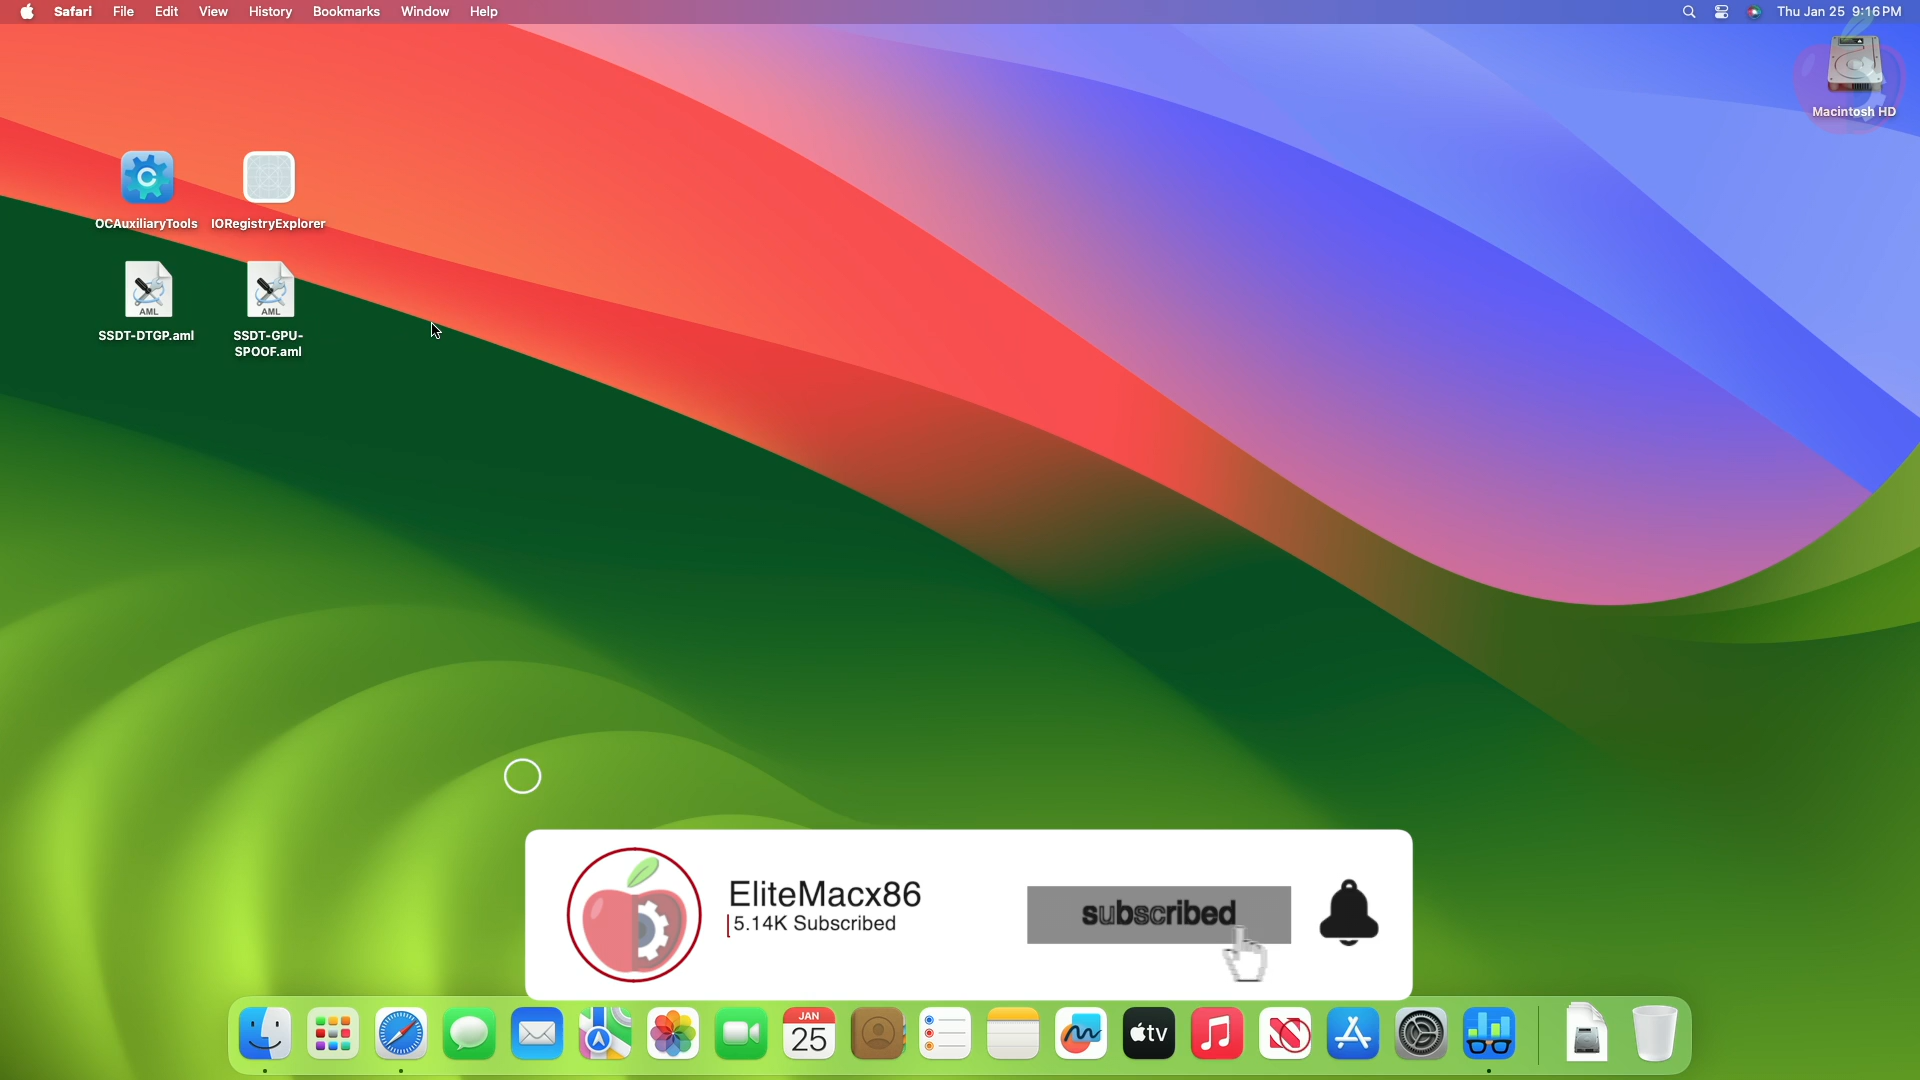 Safari File Edit View History Bookmarks Window Help
Thu Jan 25 9:16 PM
Macintosh HD
OCAuxiliaryTools
IORegistryExplorer
AML
AML
SSDT-DTGP.aml
SSDT-GPU-
SPOOF.aml
EliteMacx86
5.14K Subscribed
subscribed
JAN
25
tv